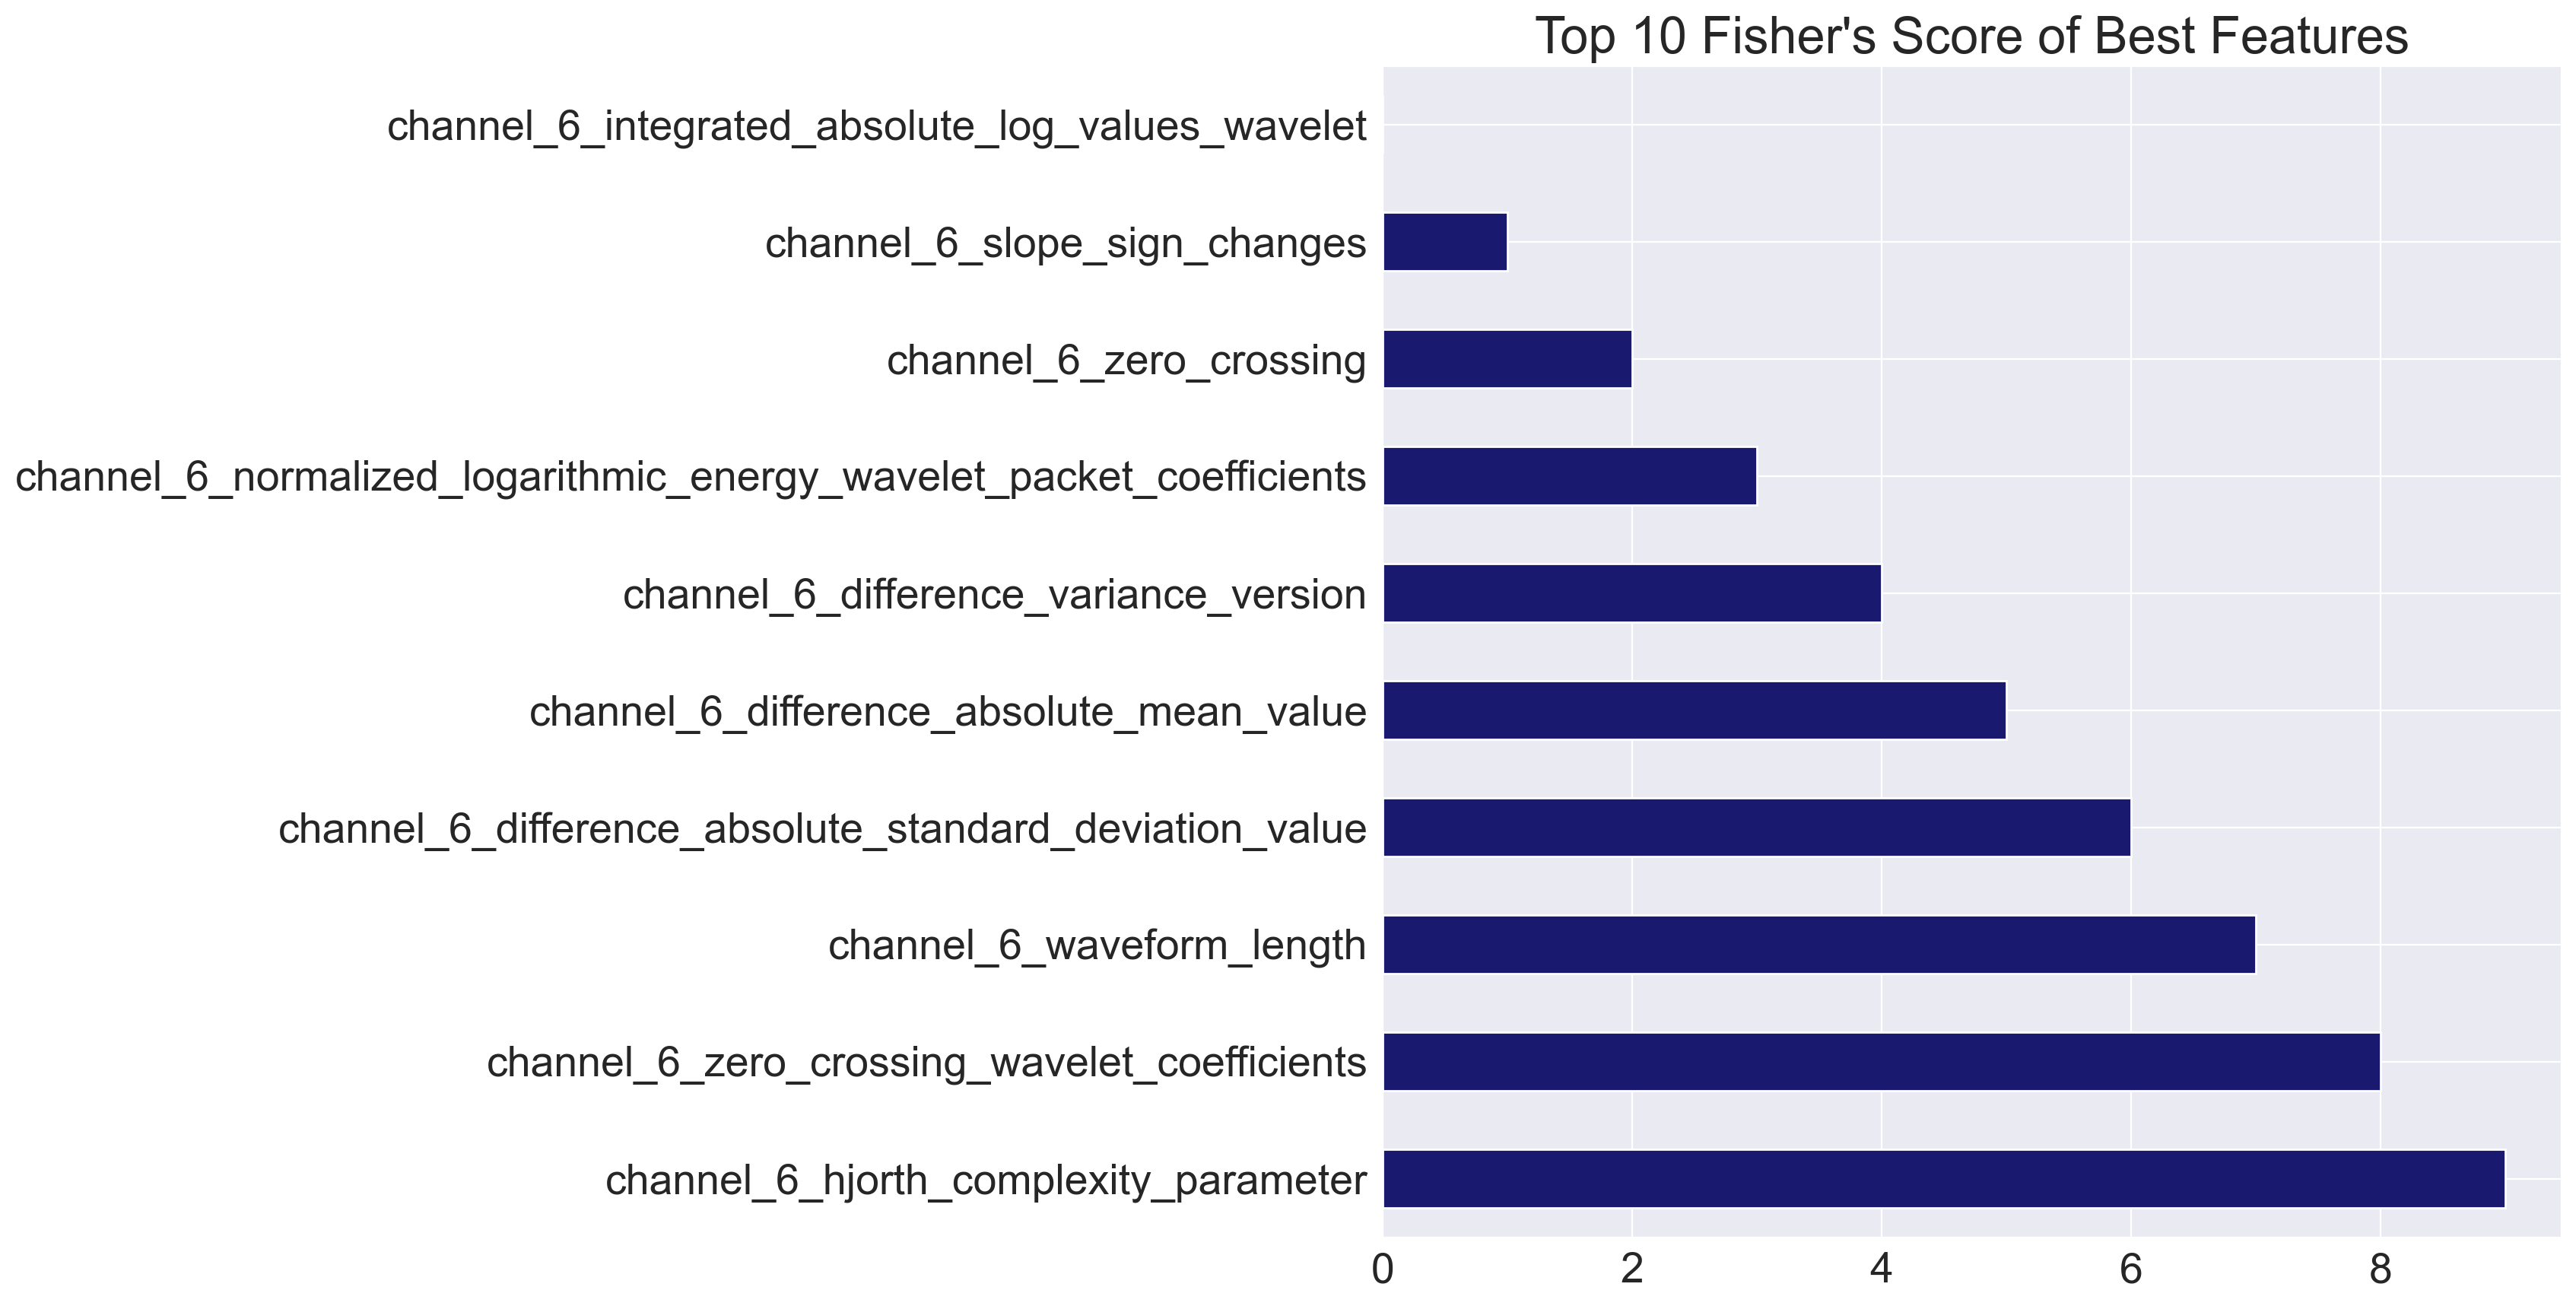 Top 10 Fisher's Score of Best Features
channel_6_integrated_absolute_log_values_wavelet
channel_6_slope_sign_changes
channel_6_zero_crossing
channel_6_normalized_logarithmic_energy_wavelet_packet_coefficients
channel_6_difference_variance_version
channel_6_difference_absolute_mean_value
channel_6_difference_absolute_standard_deviation_value
channel_6_waveform_length
channel_6_zero_crossing_wavelet_coefficients
channel_6_hjorth_complexity_parameter
0 2 4 6 8